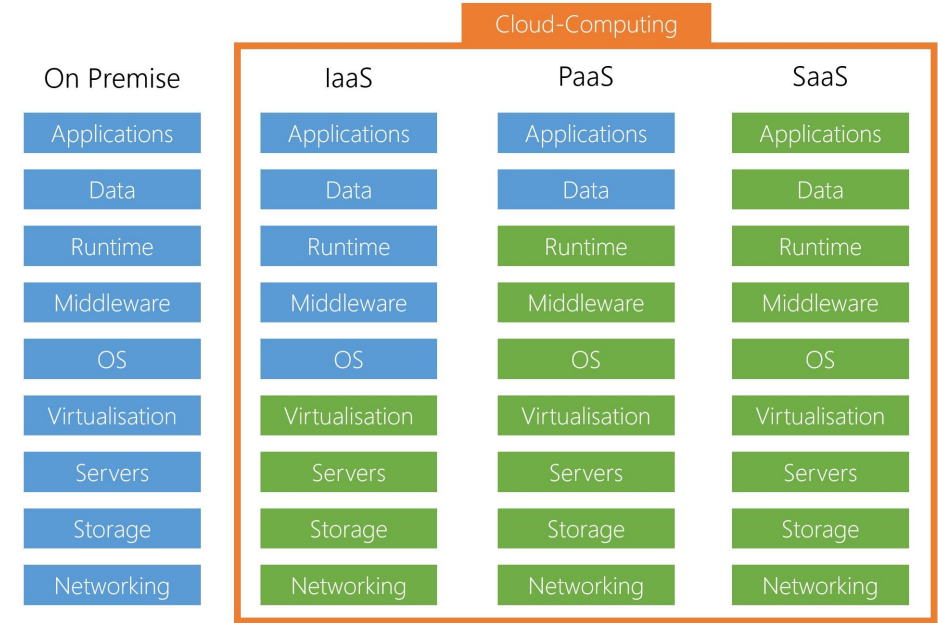 Cloud-Computing
On Premise IaaS PaaS SaaS
Applications Applications Applications Applications
Data Data Data Data
Runtime Runtime Runtime Runtime
Middleware Middleware Middleware Middleware
OS OS OS OS
Virtualisation Virtualisation Virtualisation Virtualisation
Servers Servers Servers Servers
Storage Storage Storage Storage
Networking Networking Networking Networking